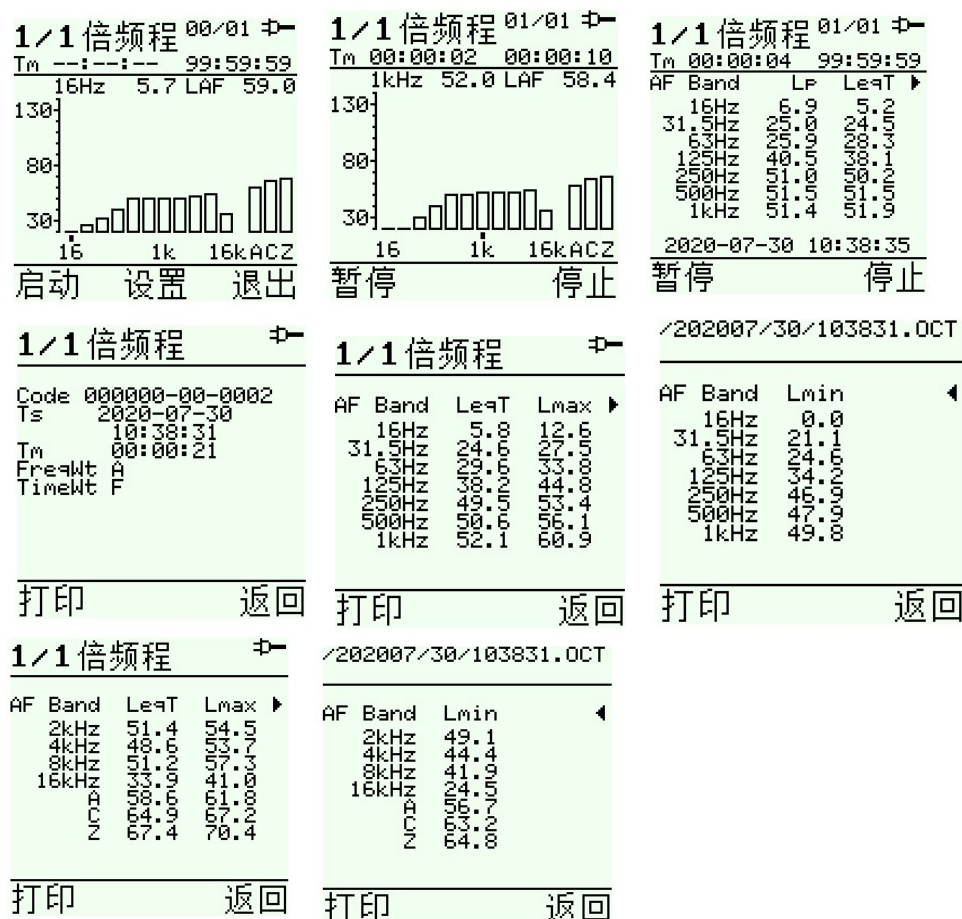 1/1倍频程 00/01
Tm --:--:-- 99:59:59
16Hz 5.7 LAF 59.0
130
80
30
16 1k 16kACZ
启动 设置 退出
1/1倍频程 01/01
Tm 00:00:02 00:00:10
1kHz 52.0 LAF 58.4
130
80
30
16 1k 16kACZ
暂停 停止
1/1倍频程 01/01
Tm 00:00:04 99:59:59
AF Band Lp LeqT
16Hz 6.9 5.2
31.5Hz 25.0 24.5
63Hz 25.9 28.3
125Hz 40.5 38.1
250Hz 51.0 50.2
500Hz 51.5 51.5
1kHz 51.4 51.9
2020-07-30 10:38:35
暂停 停止
1/1倍频程
Code 000000-00-0002
Ts 2020-07-30
10:38:31
Tm 00:00:21
FreqWt A
TimeWt F
打印 返回
1/1倍频程
AF Band LeqT Lmax
16Hz 5.8 12.6
31.5Hz 24.6 27.5
63Hz 29.6 33.8
125Hz 38.2 44.8
250Hz 49.5 53.4
500Hz 50.6 56.1
1kHz 52.1 60.9
打印 返回
/202007/30/103831.OCT
AF Band Lmin
16Hz 0.0
31.5Hz 21.1
63Hz 24.6
125Hz 34.2
250Hz 46.9
500Hz 47.9
1kHz 49.8
打印 返回
1/1倍频程
AF Band LeqT Lmax
2kHz 51.4 54.5
4kHz 48.6 53.7
8kHz 51.2 57.3
16kHz 33.9 41.0
A 58.6 61.8
C 64.9 67.2
Z 67.4 70.4
打印 返回
/202007/30/103831.OCT
AF Band Lmin
2kHz 49.1
4kHz 44.4
8kHz 41.9
16kHz 24.5
A 56.7
C 63.2
Z 64.8
打印 返回